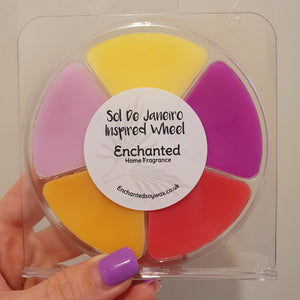 Sol De Janeiro
Inspired Wheel
Enchanted
Home Fragrance
Enchantedsoywax.co.uk